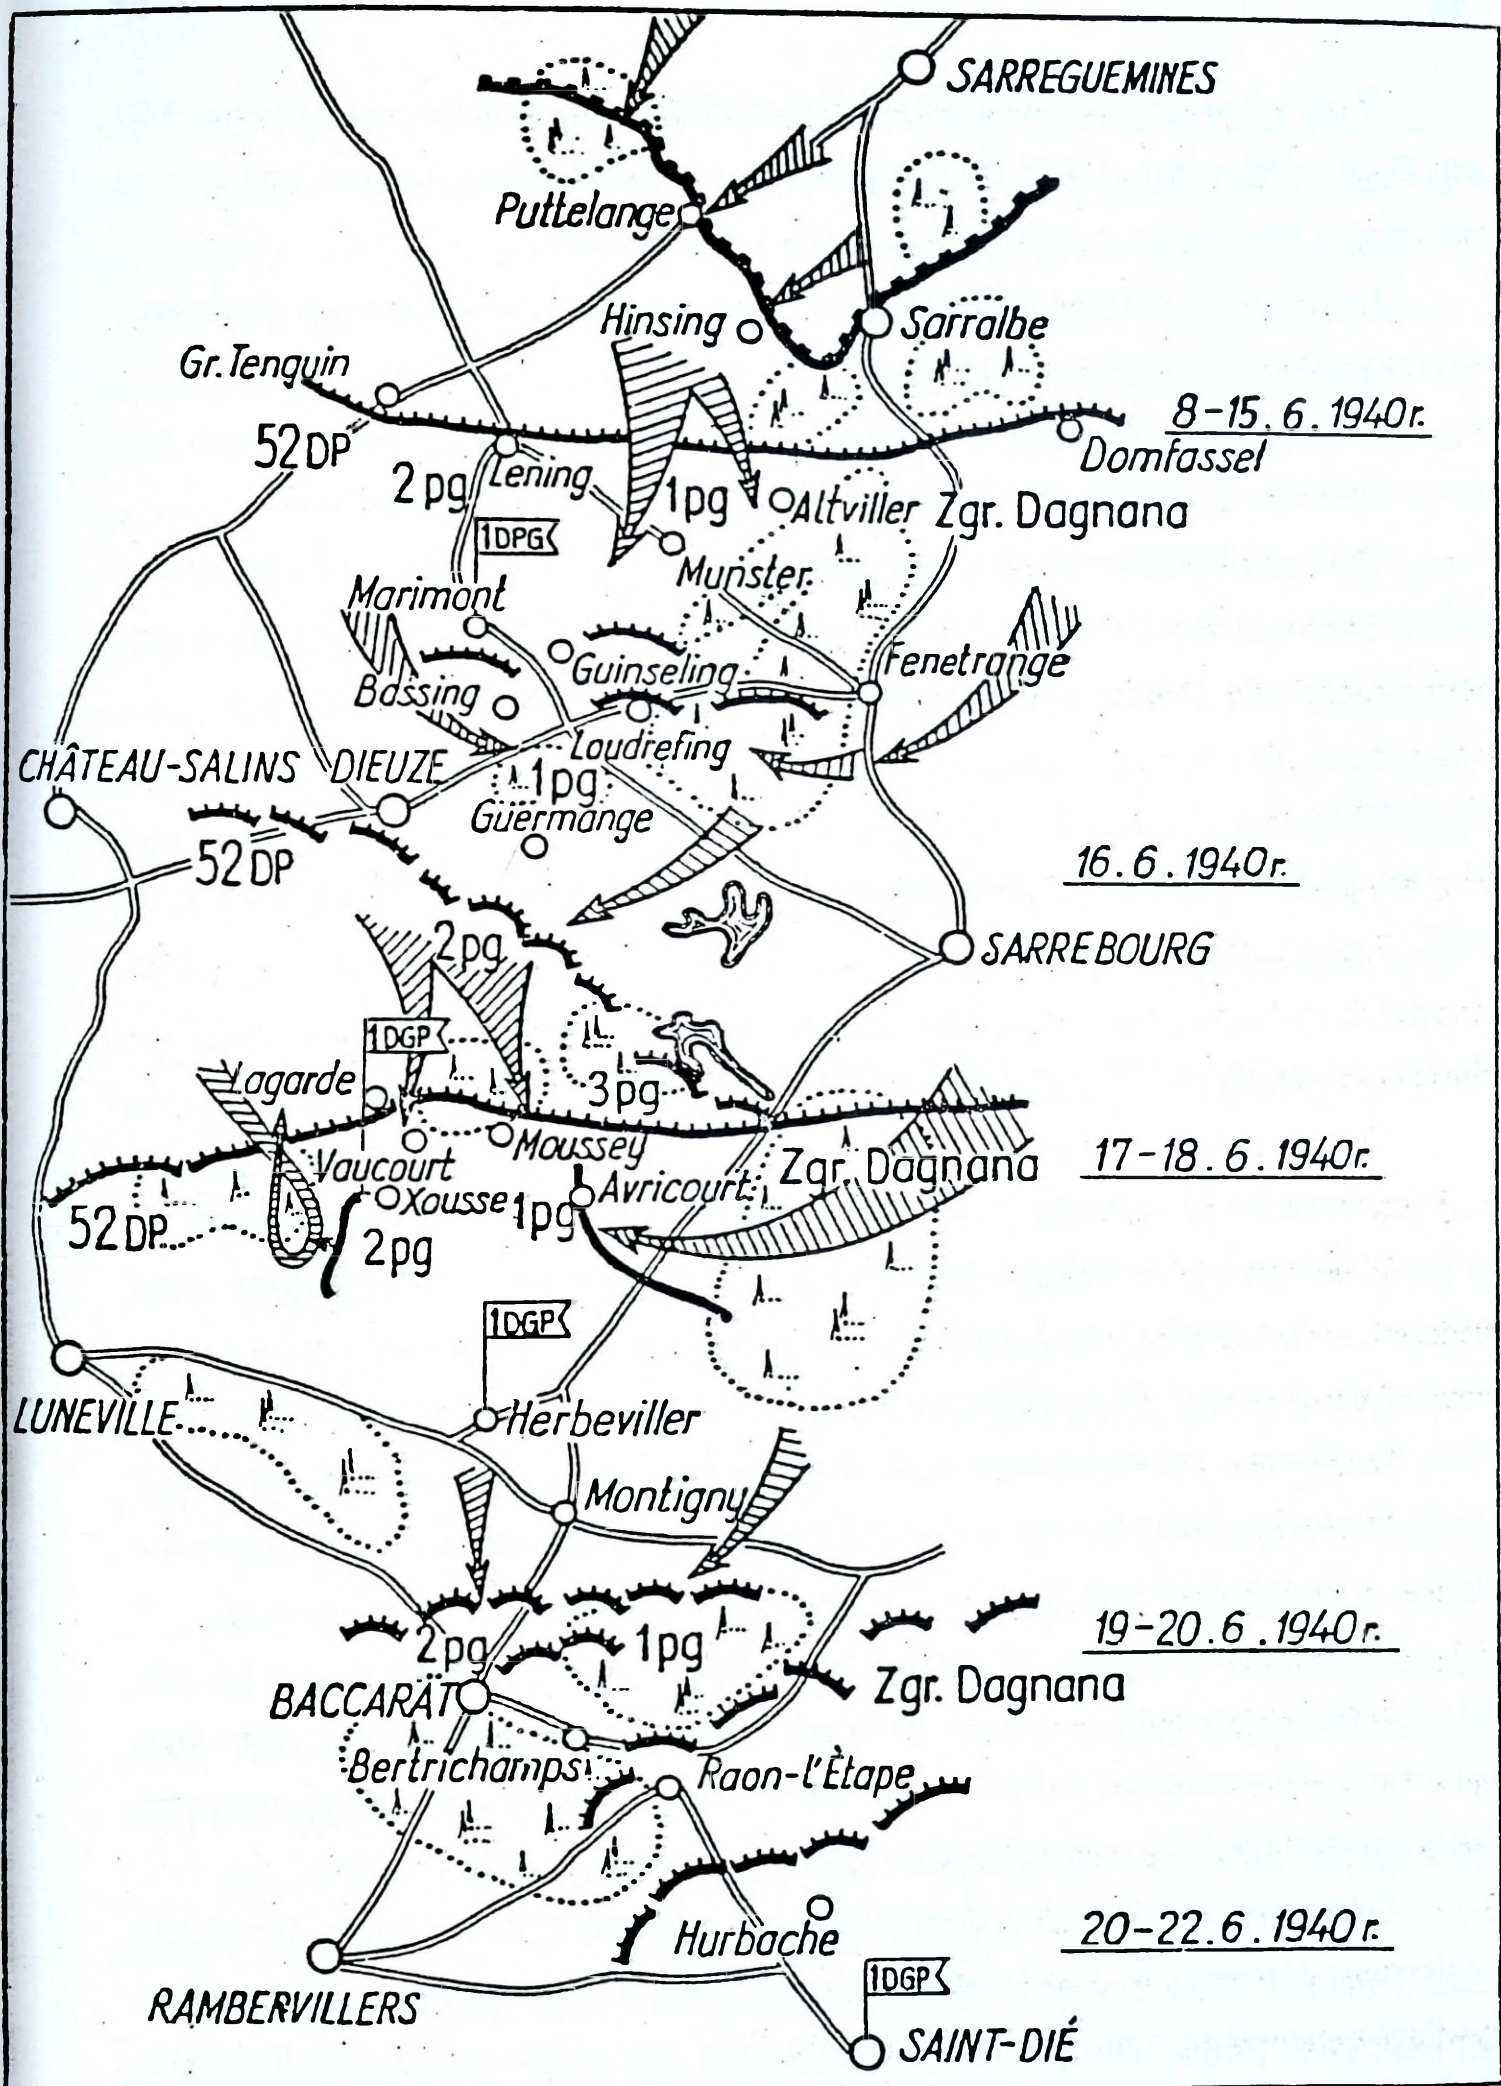 SARREGUEMINES
Puttelange
Hinsing
Sarralbe
Gr. Tenquin
8-15.6.1940r.
52 DP
Domfassel
2 pg
Lening
1 pg
Altviller
Zgr. Dagnana
1DPG
Munster
Marimont
Guinseling
Fenetrange
Bassing
Loudrefing
CHÂTEAU-SALINS
DIEUZE
1 pg
Guermange
52 DP
16.6.1940r.
2 pg
SARREBOURG
1DGP
Lagarde
3 pg
Moussey
Vaucourt
Zgr. Dagnana
17-18.6.1940r.
Xousse
1 pg
Avricourt
52 DP
2 pg
1DGP
LUNEVILLE
Herbeviller
Montigny
19-20.6.1940r.
2 pg
1 pg
Zgr. Dagnana
BACCARAT
Bertrichamps
Raon-l'Ètape
Hurbache
20-22.6.1940r.
1DGP
RAMBERVILLERS
SAINT-DIÉ